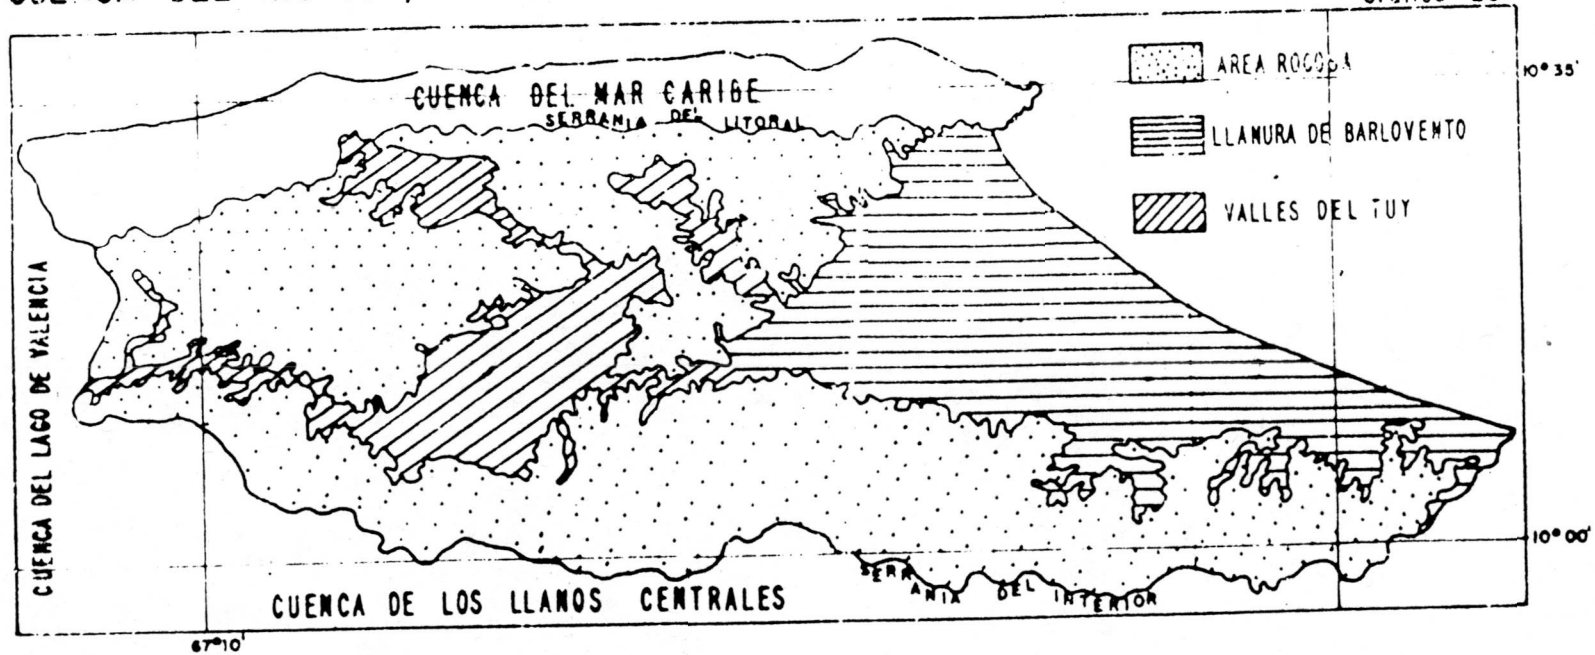 CUENCA DEL MAR CARIBE
SERRANIA DEL LITORAL
AREA ROCOSA
10° 35'
LLANURA DE BARLOVENTO
VALLES DEL TUY
CUENCA DEL LAGO DE VALENCIA
10° 00'
SERRANIA DEL INTERIOR
CUENCA DE LOS LLANOS CENTRALES
67° 10'